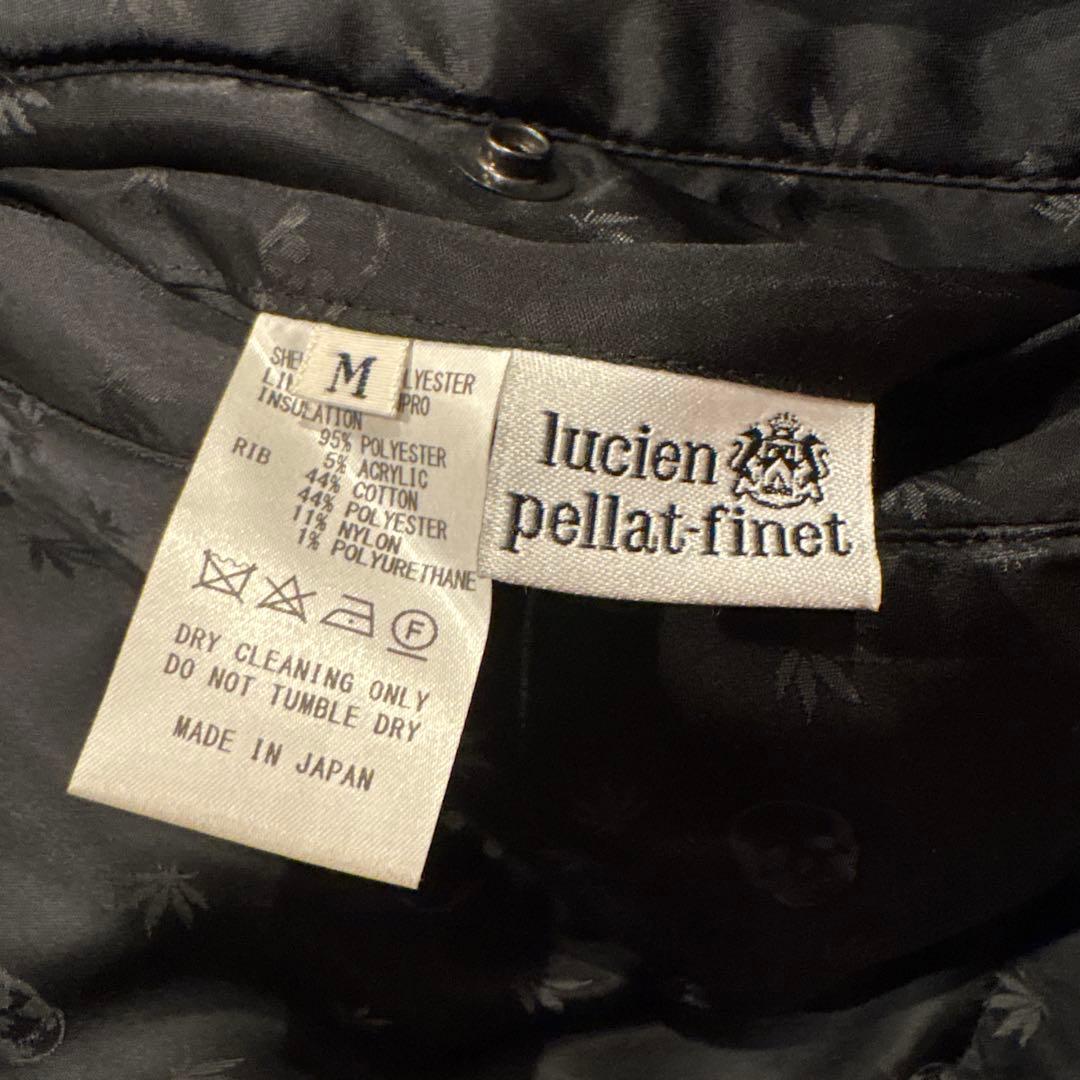 M
LYESTER
PRO
INSULATION
95% POLYESTER
5% ACRYLIC
RIB 44% COTTON
44% POLYESTER
11% NYLON
1% POLYURETHANE
F
DRY CLEANING ONLY
DO NOT TUMBLE DRY
MADE IN JAPAN
lucien
pellat-finet